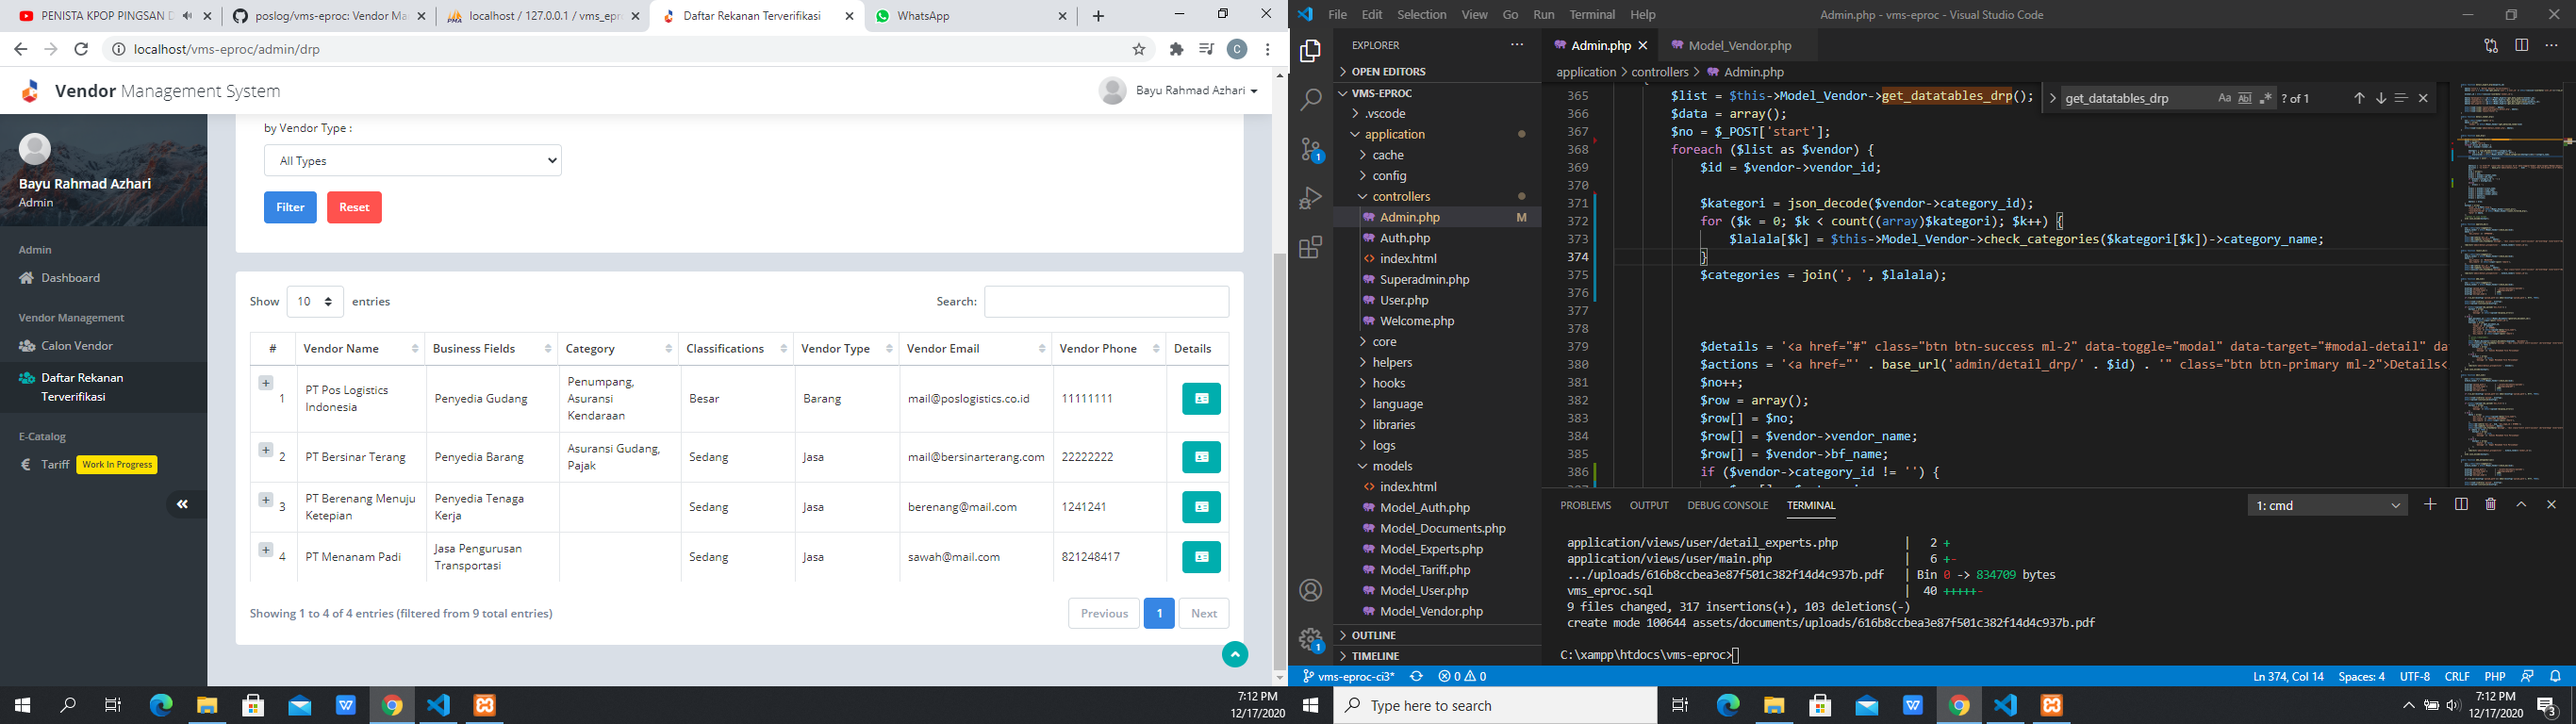 PENISTA KPOP PINGSAN
poslog/vms-eproc: Vendor Ma
localhost / 127.0.0.1 / vms_epr
Daftar Rekanan Terverifikasi
WhatsApp
localhost/vms-eproc/admin/drp
C
Vendor Management System
Bayu Rahmad Azhari
Bayu Rahmad Azhari
Admin
Admin
Dashboard
Vendor Management
Calon Vendor
Daftar Rekanan
Terverifikasi
E-Catalog
Tariff Work In Progress
by Vendor Type :
All Types
Filter Reset
Show 10 entries
Search:
# Vendor Name Business Fields Category Classifications Vendor Type Vendor Email Vendor Phone Details
1 PT Pos Logistics Indonesia Penyedia Gudang Penumpang, Asuransi Kendaraan Besar Barang mail@poslogistics.co.id 11111111
2 PT Bersinar Terang Penyedia Barang Asuransi Gudang, Pajak Sedang Jasa mail@bersinarterang.com 22222222
3 PT Berenang Menuju Ketepian Penyedia Tenaga Kerja Sedang Jasa berenang@mail.com 1241241
4 PT Menanam Padi Jasa Pengurusan Transportasi Sedang Jasa sawah@mail.com 821248417
Showing 1 to 4 of 4 entries (filtered from 9 total entries)
Previous 1 Next
7:12 PM
12/17/2020
File Edit Selection View Go Run Terminal Help
Admin.php - vms-eproc - Visual Studio Code
EXPLORER
OPEN EDITORS
VMS-EPROC
.vscode
application
cache
config
controllers
Admin.php M
Auth.php
index.html
Superadmin.php
User.php
Welcome.php
core
helpers
hooks
language
libraries
logs
models
index.html
Model_Auth.php
Model_Documents.php
Model_Experts.php
Model_Tariff.php
Model_User.php
Model_Vendor.php
OUTLINE
TIMELINE
1
1
Admin.php Model_Vendor.php
application > controllers > Admin.php
get_datatables_drp Aa Abl .* ? of 1
365 $list = $this->Model_Vendor->get_datatables_drp();
366 $data = array();
367 $no = $_POST['start'];
368 foreach ($list as $vendor) {
369 $id = $vendor->vendor_id;
370
371 $kategori = json_decode($vendor->category_id);
372 for ($k = 0; $k < count((array)$kategori); $k++) {
373 $lalala[$k] = $this->Model_Vendor->check_categories($kategori[$k])->category_name;
374 }
375 $categories = join(', ', $lalala);
376
377
378
379 $details = '<a href="#" class="btn btn-success ml-2" data-toggle="modal" data-target="#modal-detail" da
380 $actions = '<a href="' . base_url('admin/detail_drp/' . $id) . '" class="btn btn-primary ml-2">Details<
381 $no++;
382 $row = array();
383 $row[] = $no;
384 $row[] = $vendor->vendor_name;
385 $row[] = $vendor->bf_name;
386 if ($vendor->category_id != '') {
PROBLEMS OUTPUT DEBUG CONSOLE TERMINAL
1: cmd
application/views/user/detail_experts.php | 2 +
application/views/user/main.php | 6 +-
.../uploads/616b8ccbea3e87f501c382f14d4c937b.pdf | Bin 0 -> 834709 bytes
vms_eproc.sql | 40 +++++-
9 files changed, 317 insertions(+), 103 deletions(-)
create mode 100644 assets/documents/uploads/616b8ccbea3e87f501c382f14d4c937b.pdf
C:\xampp\htdocs\vms-eproc>
vms-eproc-ci3* 0 0
Ln 374, Col 14 Spaces: 4 UTF-8 CRLF PHP
Type here to search
7:12 PM
12/17/2020
3